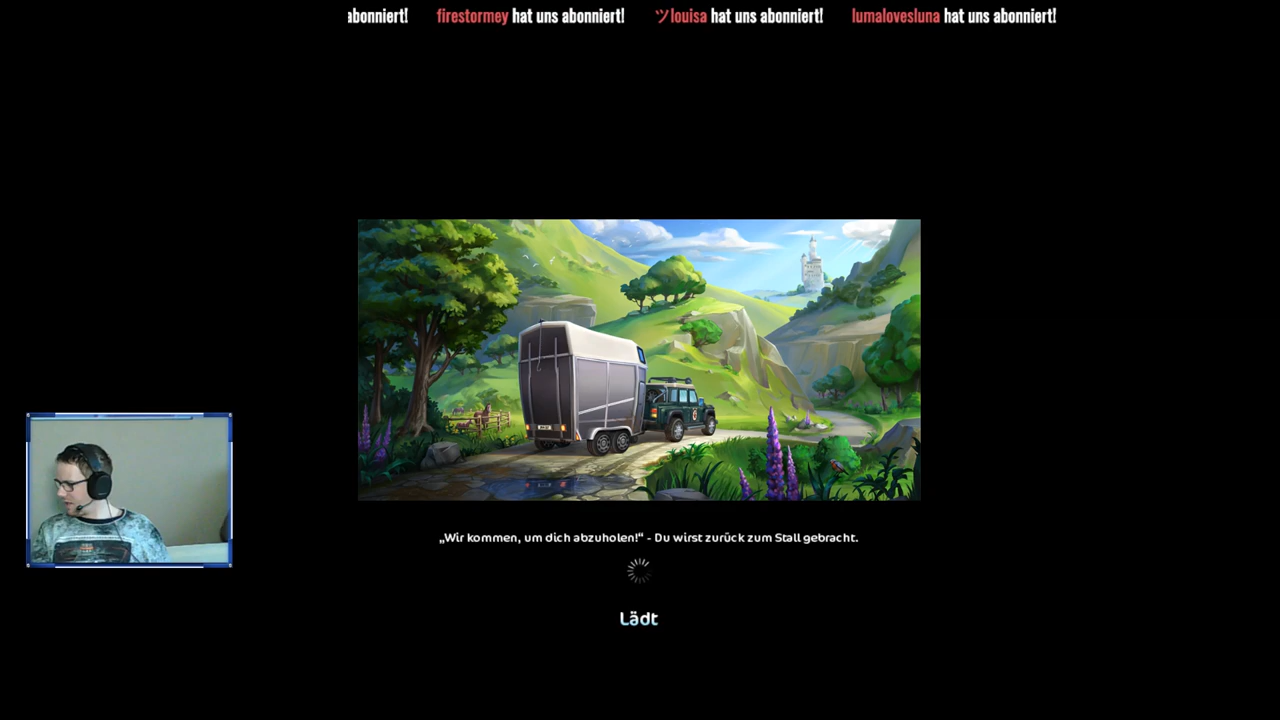 abonniert! firestormey hat uns abonniert! ツlouisa hat uns abonniert! lumalovesluna hat uns abonniert!
„Wir kommen, um dich abzuholen!“ - Du wirst zurück zum Stall gebracht.
Lädt